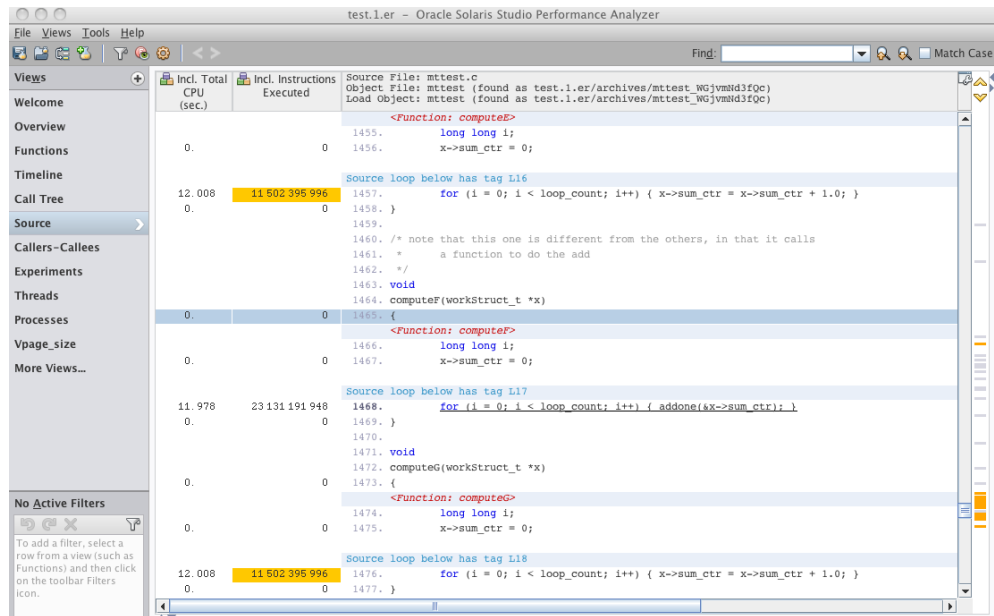 test.1.er – Oracle Solaris Studio Performance Analyzer
File Views Tools Help
Find: Match Case
Views
Welcome
Overview
Functions
Timeline
Call Tree
Source
Callers-Callees
Experiments
Threads
Processes
Vpage_size
More Views...
No Active Filters
To add a filter, select a
row from a view (such as
Functions) and then click
on the toolbar Filters
icon.
Incl. Total
CPU
(sec.)
Incl. Instructions
Executed
Source File: mttest.c
Object File: mttest (found as test.1.er/archives/mttest_WGjvmNd3fQc)
Load Object: mttest (found as test.1.er/archives/mttest_WGjvmNd3fQc)
<Function: computeE>
1455. long long i;
0. 0 1456. x->sum_ctr = 0;
Source loop below has tag L16
12.008 11 502 395 996 1457. for (i = 0; i < loop_count; i++) { x->sum_ctr = x->sum_ctr + 1.0; }
0. 0 1458. }
1459.
1460. /* note that this one is different from the others, in that it calls
1461. * a function to do the add
1462. */
1463. void
1464. computeF(workStruct_t *x)
0. 0 1465. {
<Function: computeF>
1466. long long i;
0. 0 1467. x->sum_ctr = 0;
Source loop below has tag L17
11.978 23 131 191 948 1468. for (i = 0; i < loop_count; i++) { addone(&x->sum_ctr); }
0. 0 1469. }
1470.
1471. void
1472. computeG(workStruct_t *x)
0. 0 1473. {
<Function: computeG>
1474. long long i;
0. 0 1475. x->sum_ctr = 0;
Source loop below has tag L18
12.008 11 502 395 996 1476. for (i = 0; i < loop_count; i++) { x->sum_ctr = x->sum_ctr + 1.0; }
0. 0 1477. }